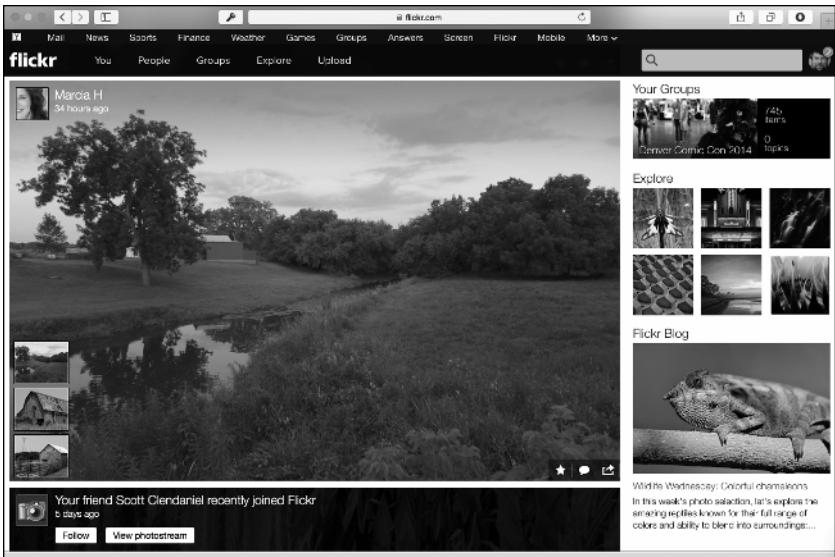 flickr.com
Y Mail News Sports Finance Weather Games Groups Answers Screen Flickr Mobile More
flickr You People Groups Explore Upload
Marcia H
34 hours ago
Your friend Scott Clendaniel recently joined Flickr
5 days ago
Follow View photostream
Your Groups
745
items
0
topics
Denver Comic Con 2014
Explore
Flickr Blog
Wildlife Wednesday: Colorful chameleons
In this week's photo selection, let's explore the
amazing reptiles known for their full range of
colors and ability to blend into surroundings:...